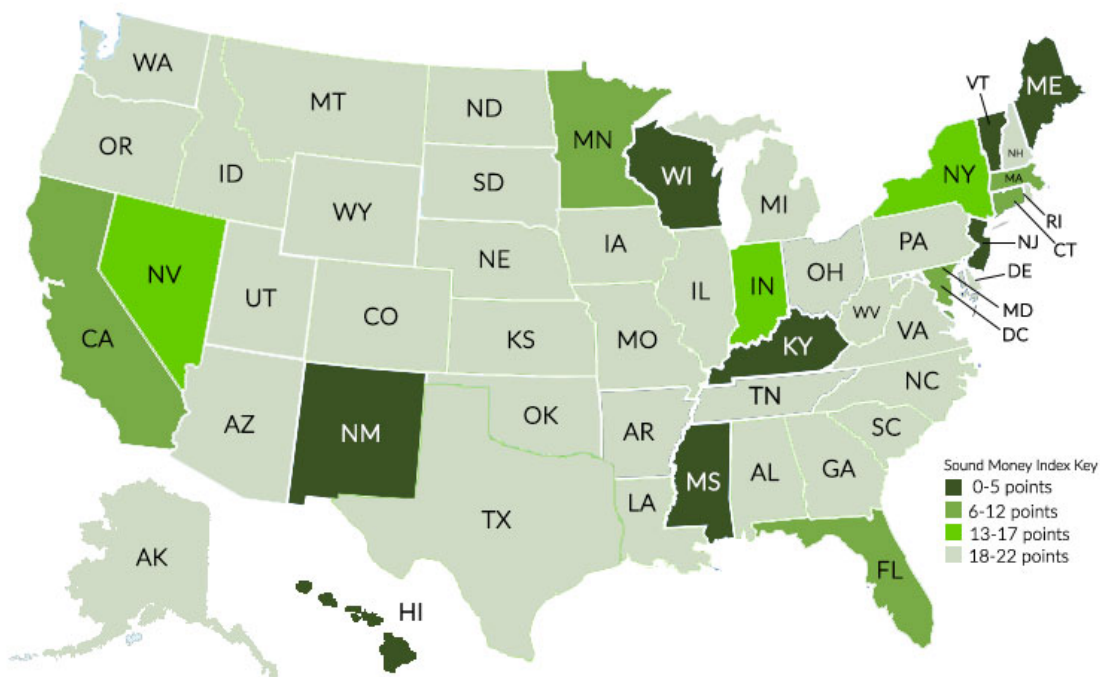 WA
MT
ND
MN
VT
ME
OR
ID
SD
WI
NH
NY
MA
WY
MI
RI
IA
PA
NJ
CT
NE
NV
OH
DE
UT
IL
IN
CO
WV
MD
CA
KS
MO
VA
DC
KY
NC
TN
AZ
OK
NM
AR
SC
Sound Money Index Key
MS
AL
GA
0-5 points
LA
6-12 points
TX
13-17 points
18-22 points
AK
FL
HI